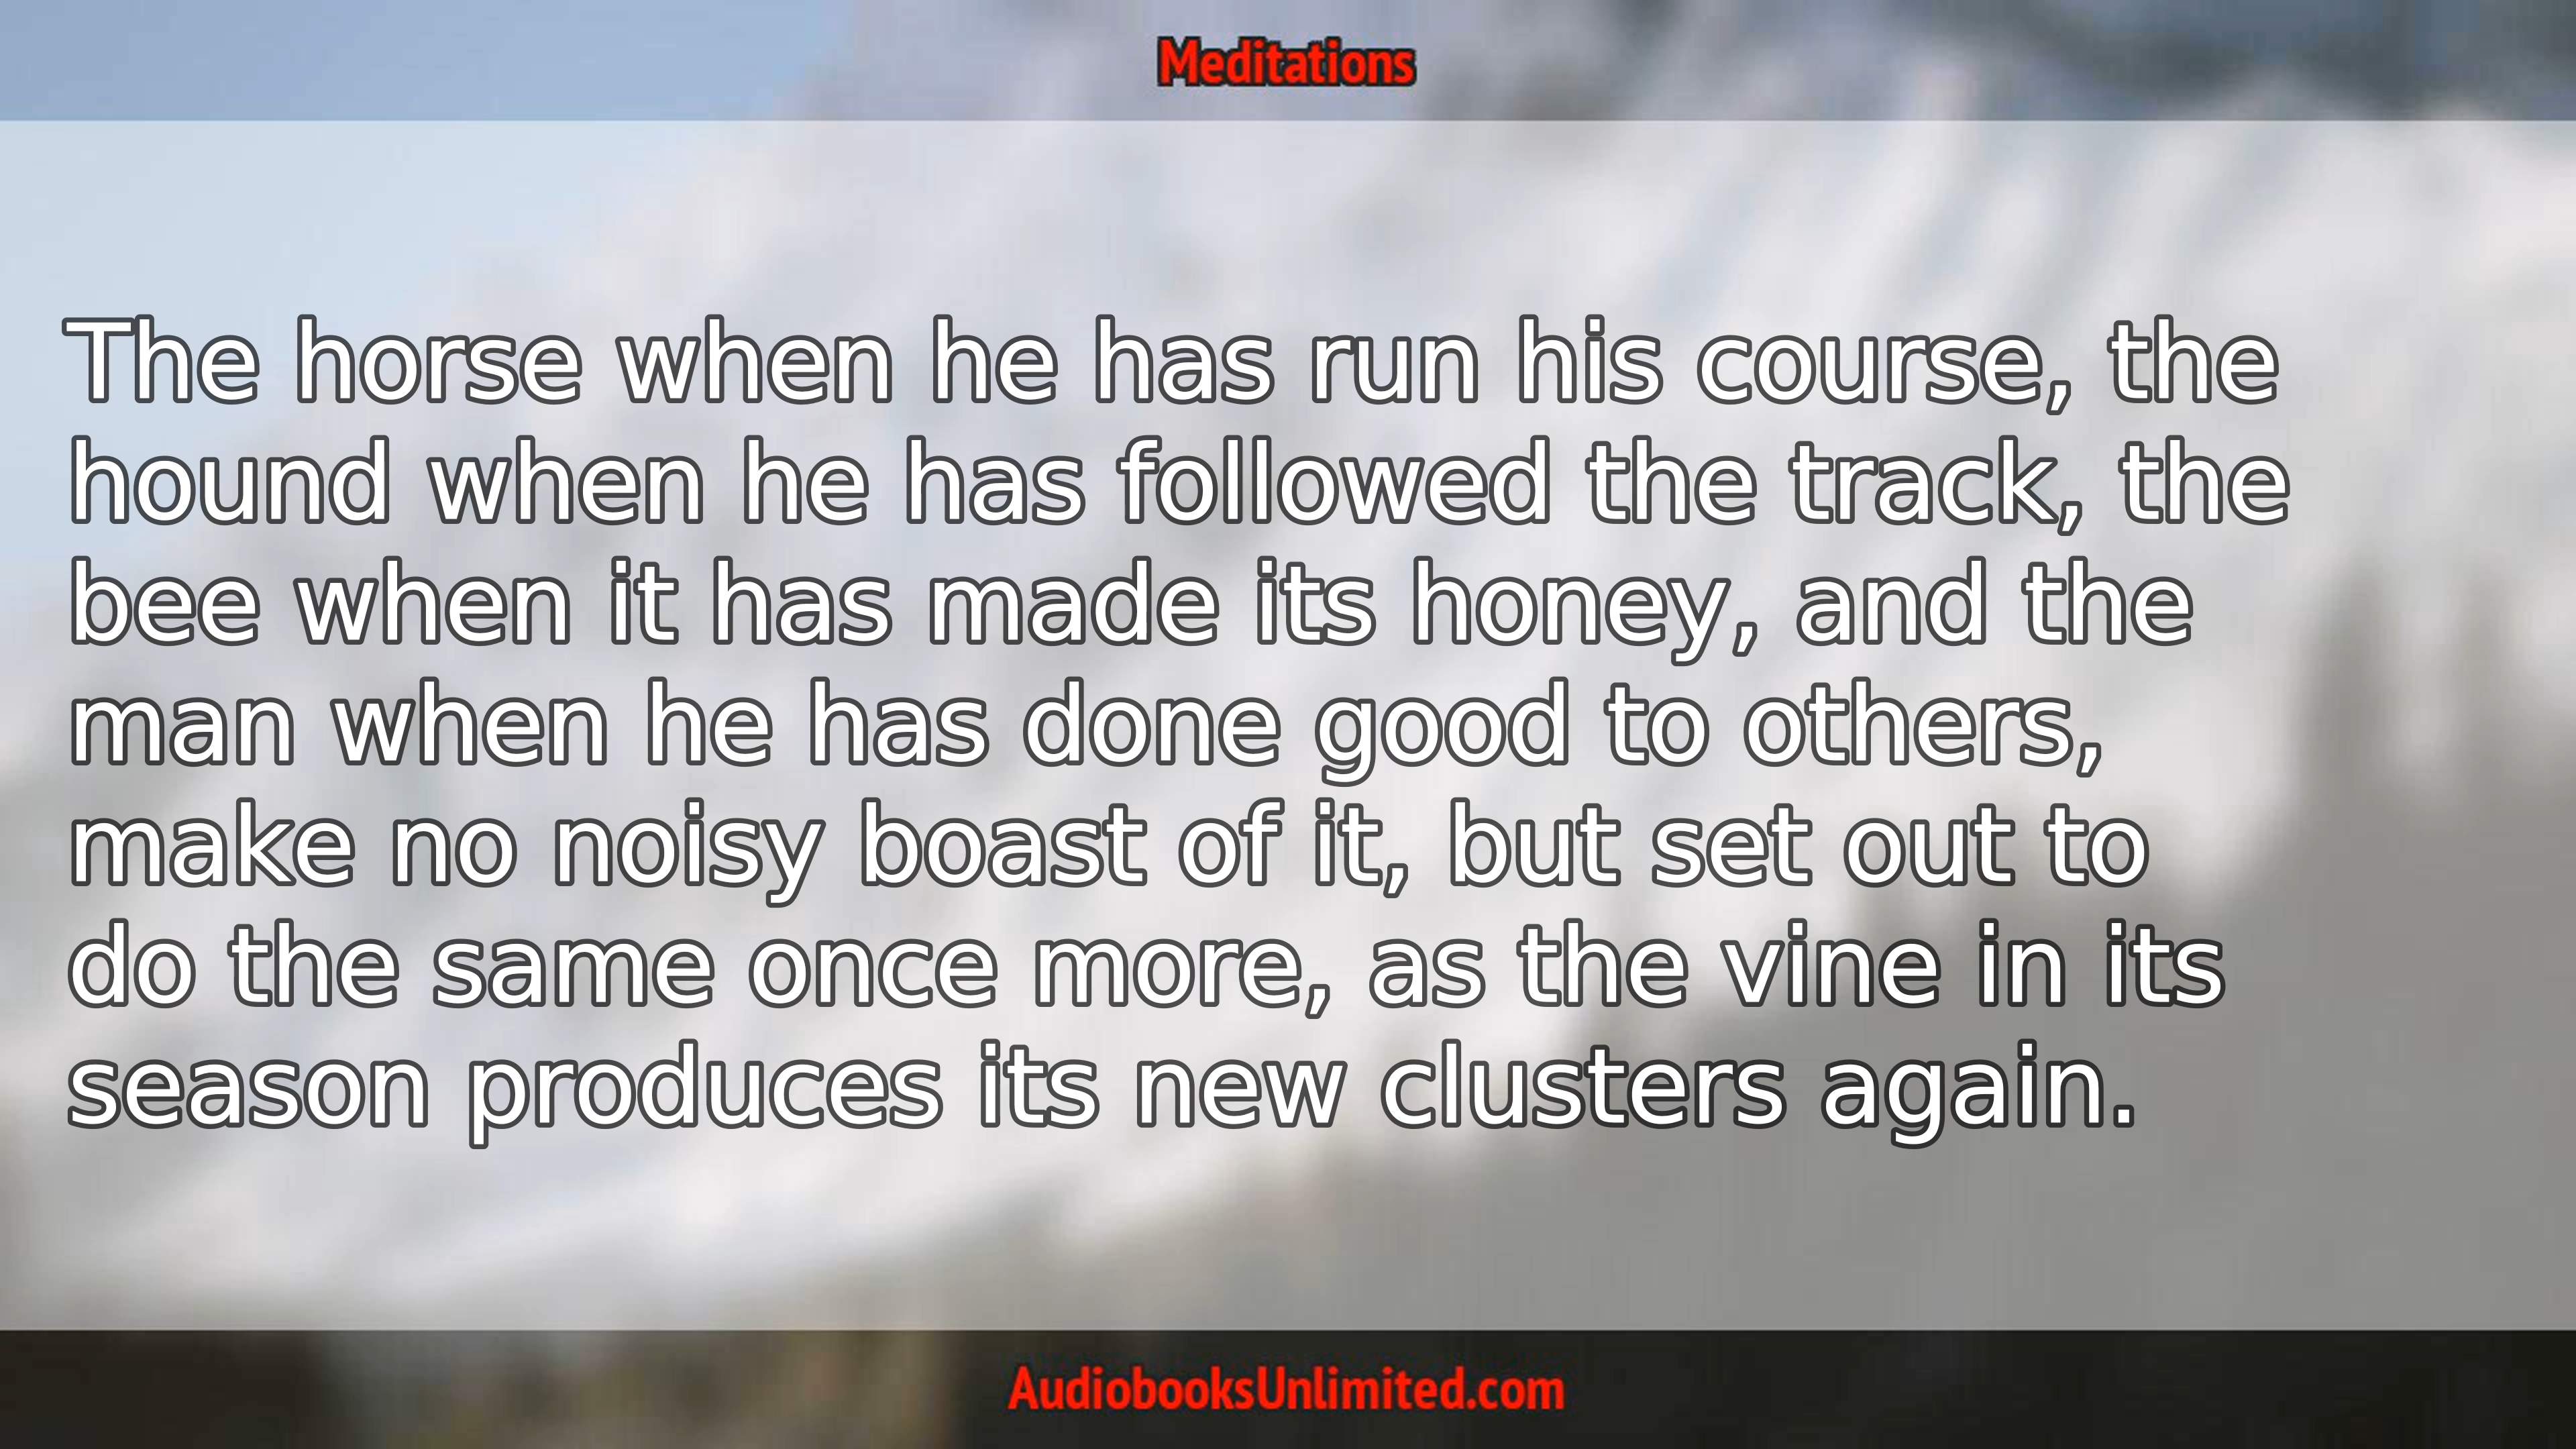 Meditations
The horse when he has run his course, the
hound when he has followed the track, the
bee when it has made its honey, and the
man when he has done good to others,
make no noisy boast of it, but set out to
do the same once more, as the vine in its
season produces its new clusters again.
AudiobooksUnlimited.com